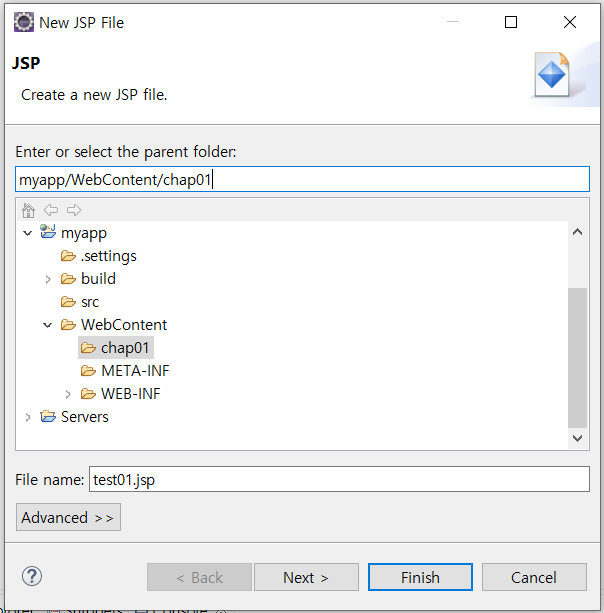 New JSP File
JSP
Create a new JSP file.
Enter or select the parent folder:
myapp/WebContent/chap01
myapp
.settings
build
src
WebContent
chap01
META-INF
WEB-INF
Servers
File name: test01.jsp
Advanced >>
? < Back Next > Finish Cancel